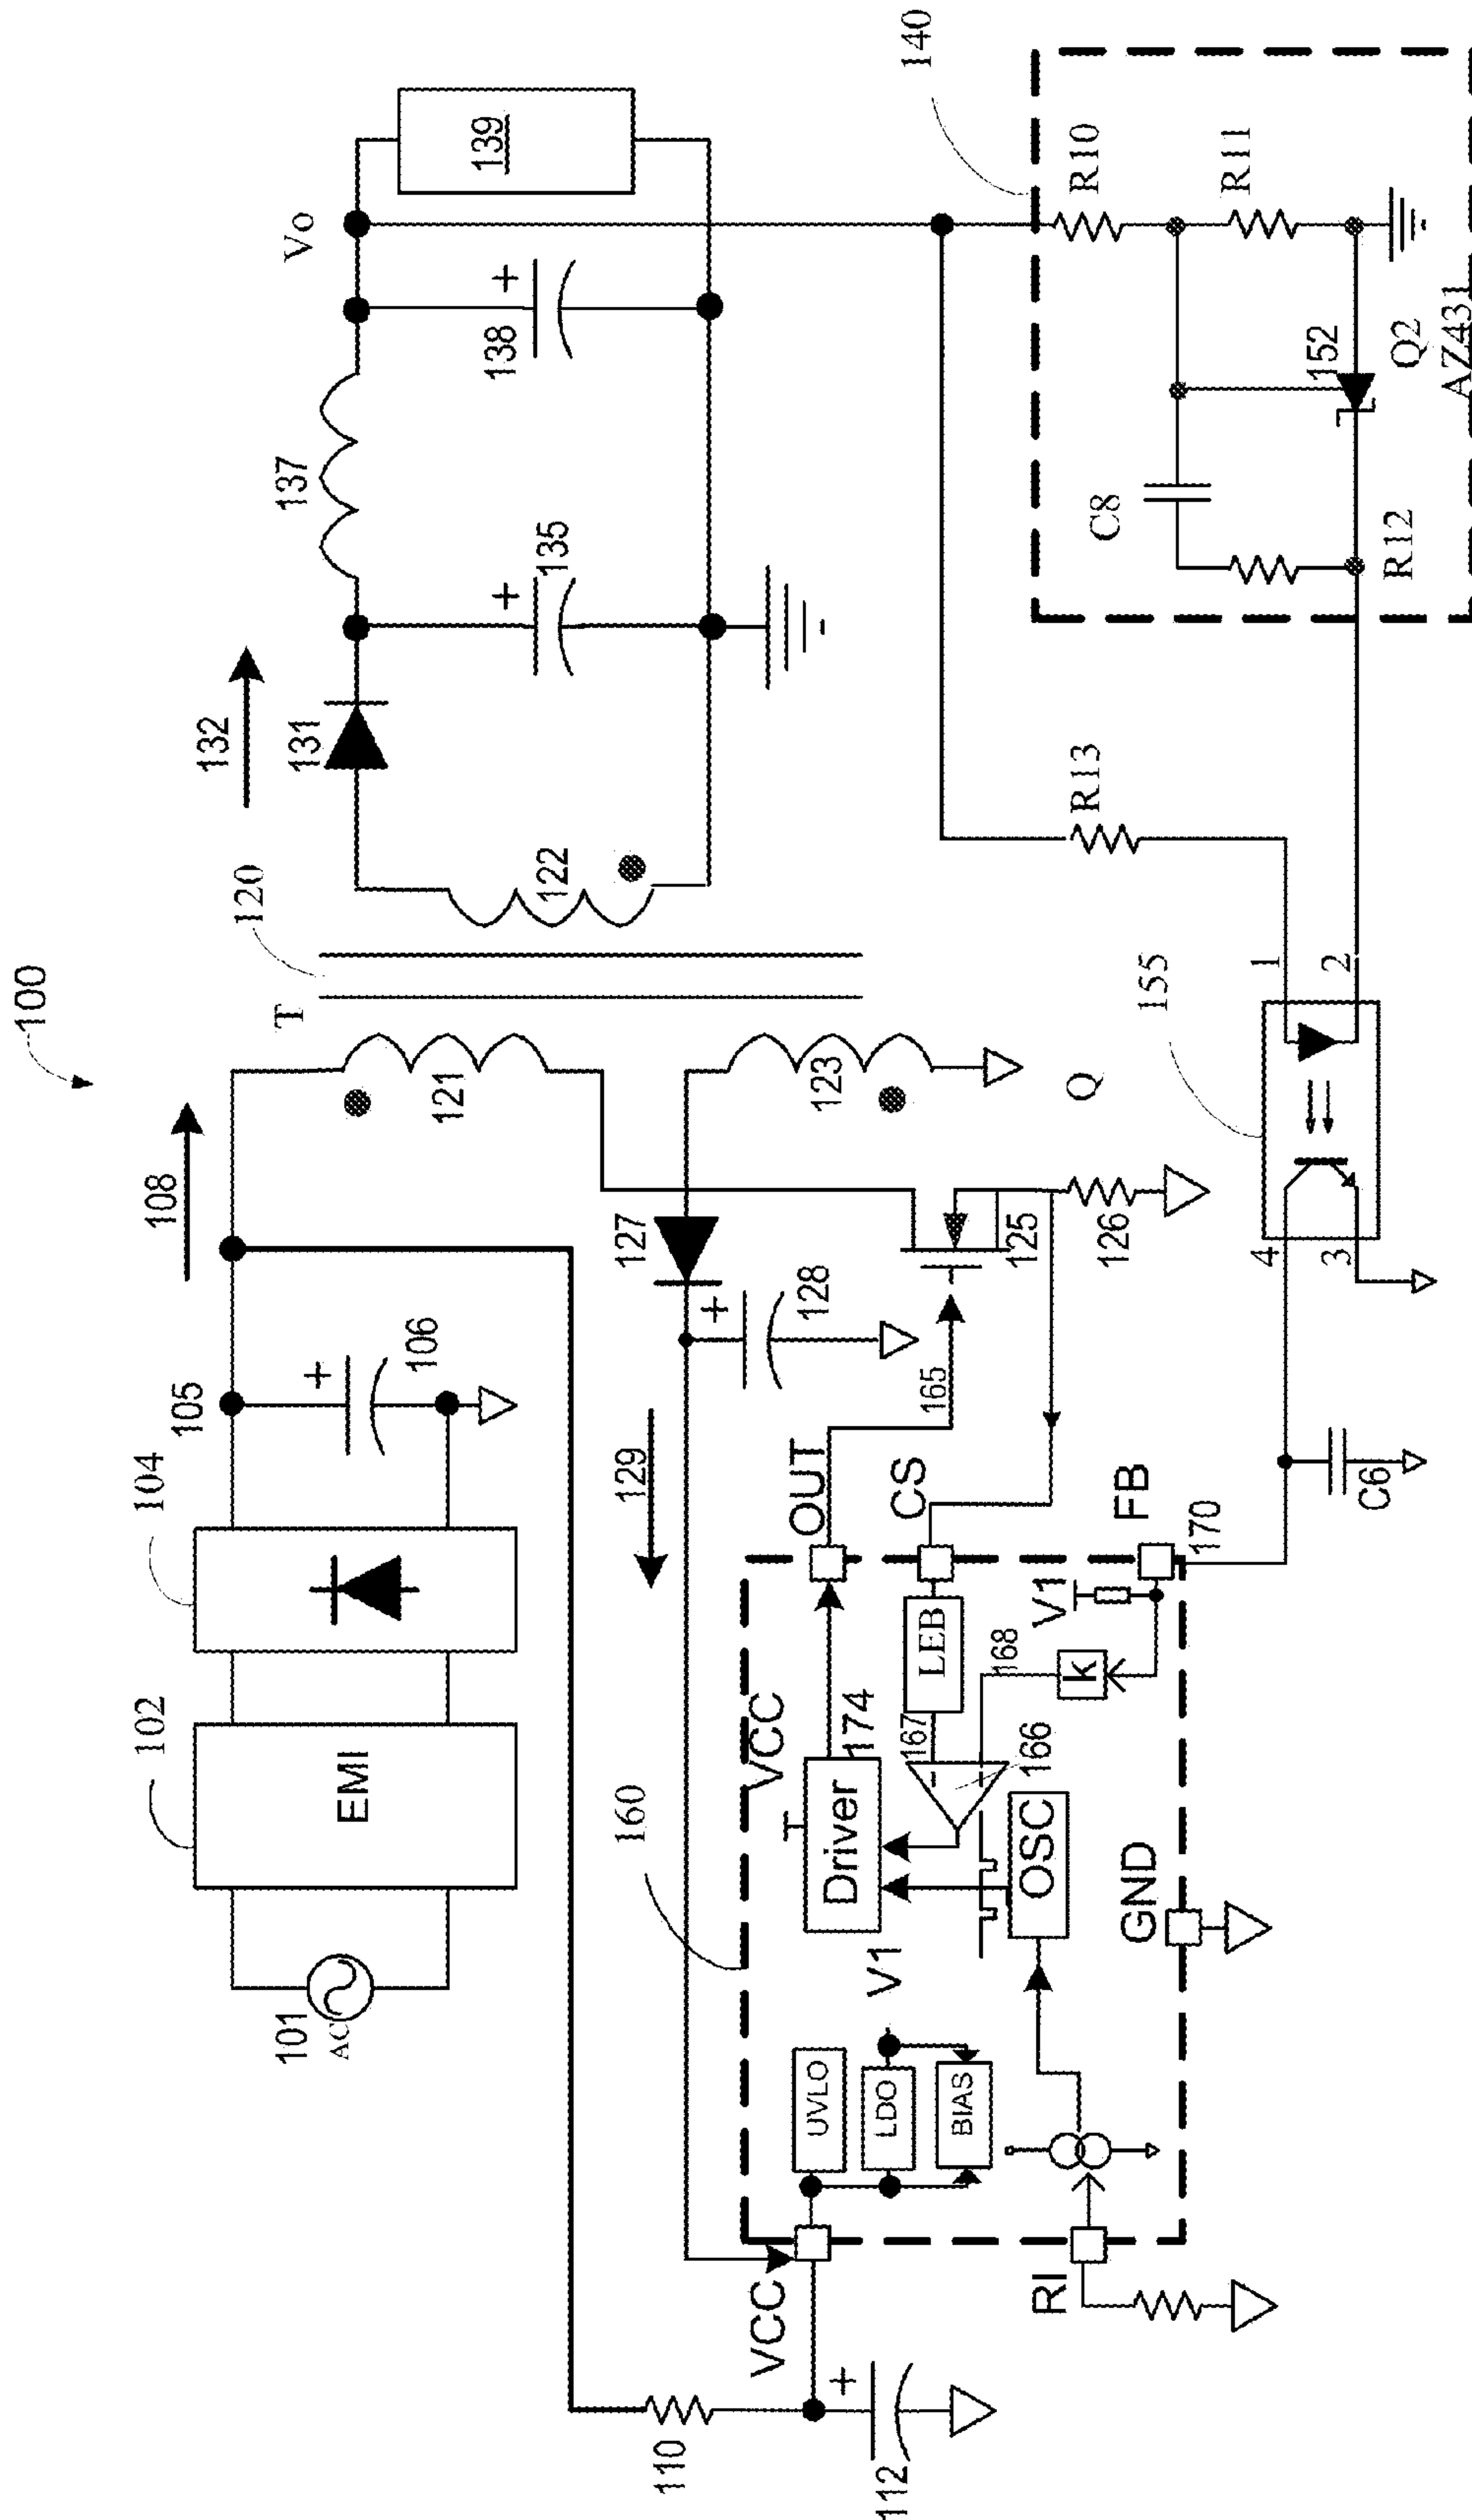 100
108
120
T
132
102
104
105
106
EMI
101
AC
121
122
123
131
137
Vo
135
138
139
129
127
128
Q
125
126
165
110
112
VCC
160
VCC
OUT
CS
FB
170
GND
RI
UVLO
LDO
BIAS
V1
Driver
174
OSC
LEB
167
168
166
V1
k
C6
155
4
3
1
2
R13
140
R10
R11
C8
R12
152
Q2
AZ431
+
+
+
+
+